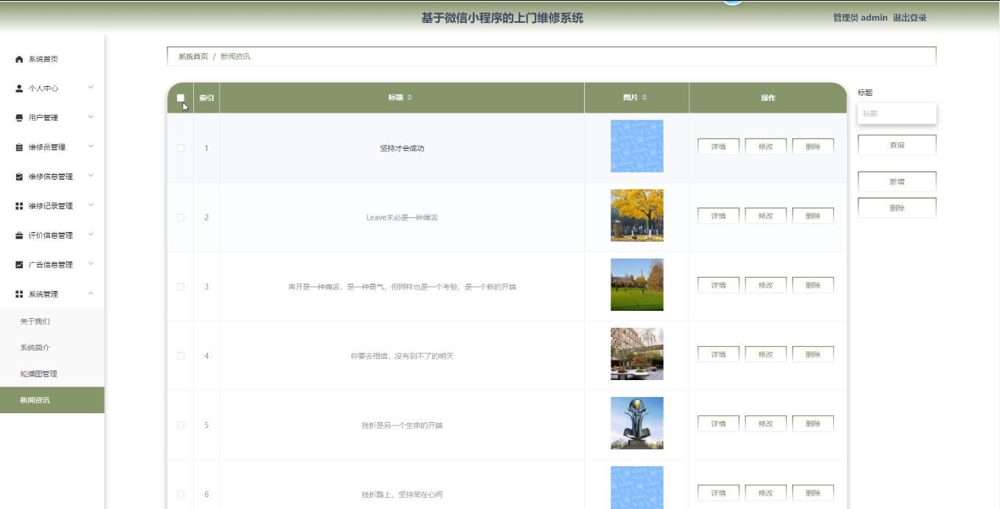 基于微信小程序的上门维修系统
管理员 admin 退出登录
系统首页
个人中心
用户管理
维修员管理
维修信息管理
维修记录管理
评价信息管理
广告信息管理
系统管理
关于我们
系统简介
轮播图管理
新闻资讯
系统首页 / 新闻资讯
索引 标题 图片 操作
1 坚持才会成功 详情 修改 删除
2 Leave未必是一种痛苦 详情 修改 删除
3 离开是一种痛苦，是一种勇气，但同样也是一个考验，是一个新的开端 详情 修改 删除
4 你要去相信，没有到不了的明天 详情 修改 删除
5 挫折是另一个生命的开端 详情 修改 删除
6 挫折路上，坚持常在心间 详情 修改 删除
标题
标题
查询
新增
删除